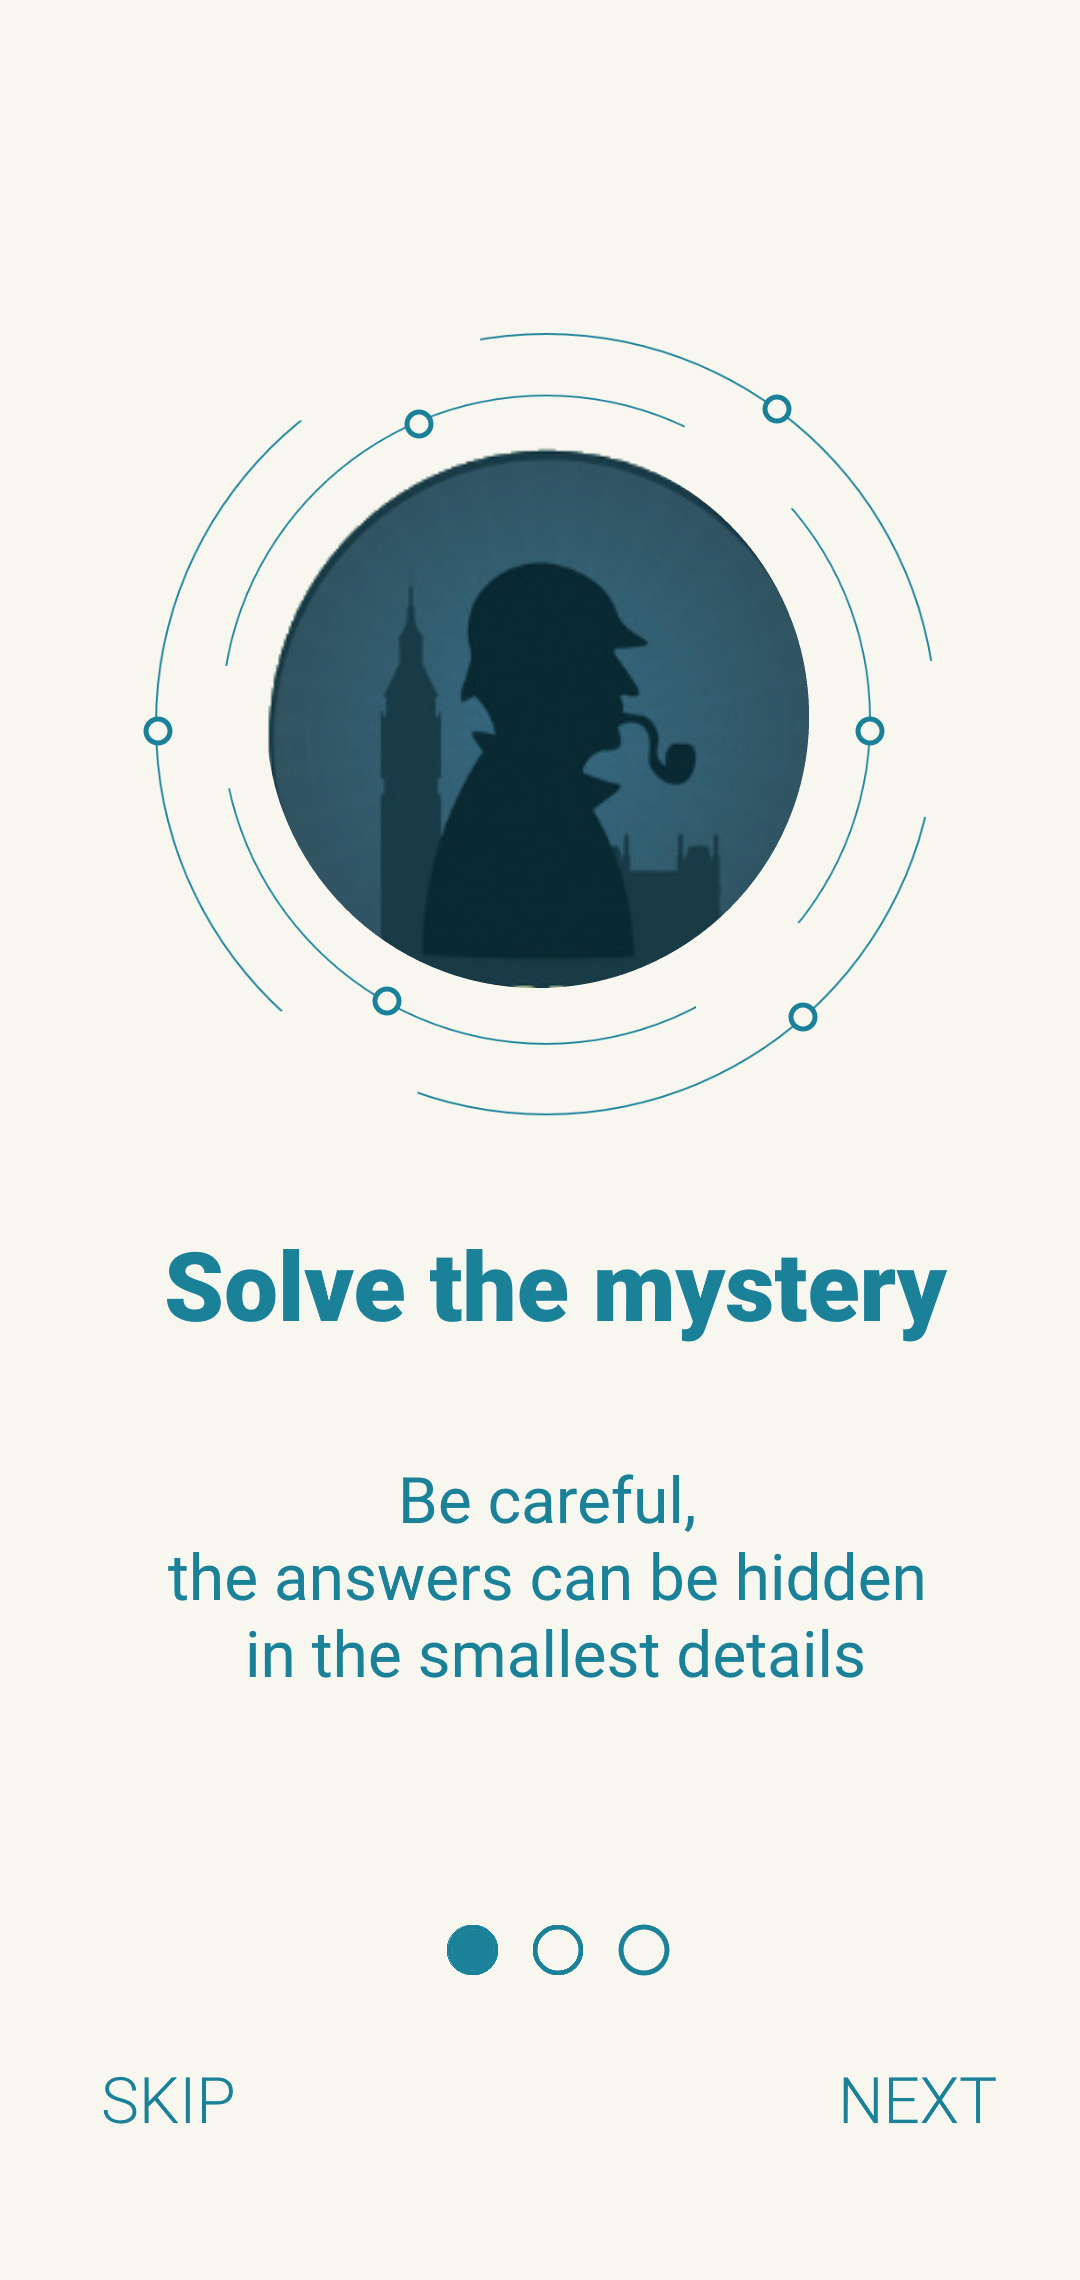 Solve the mystery
Be careful,
the answers can be hidden
in the smallest details
SKIP
NEXT